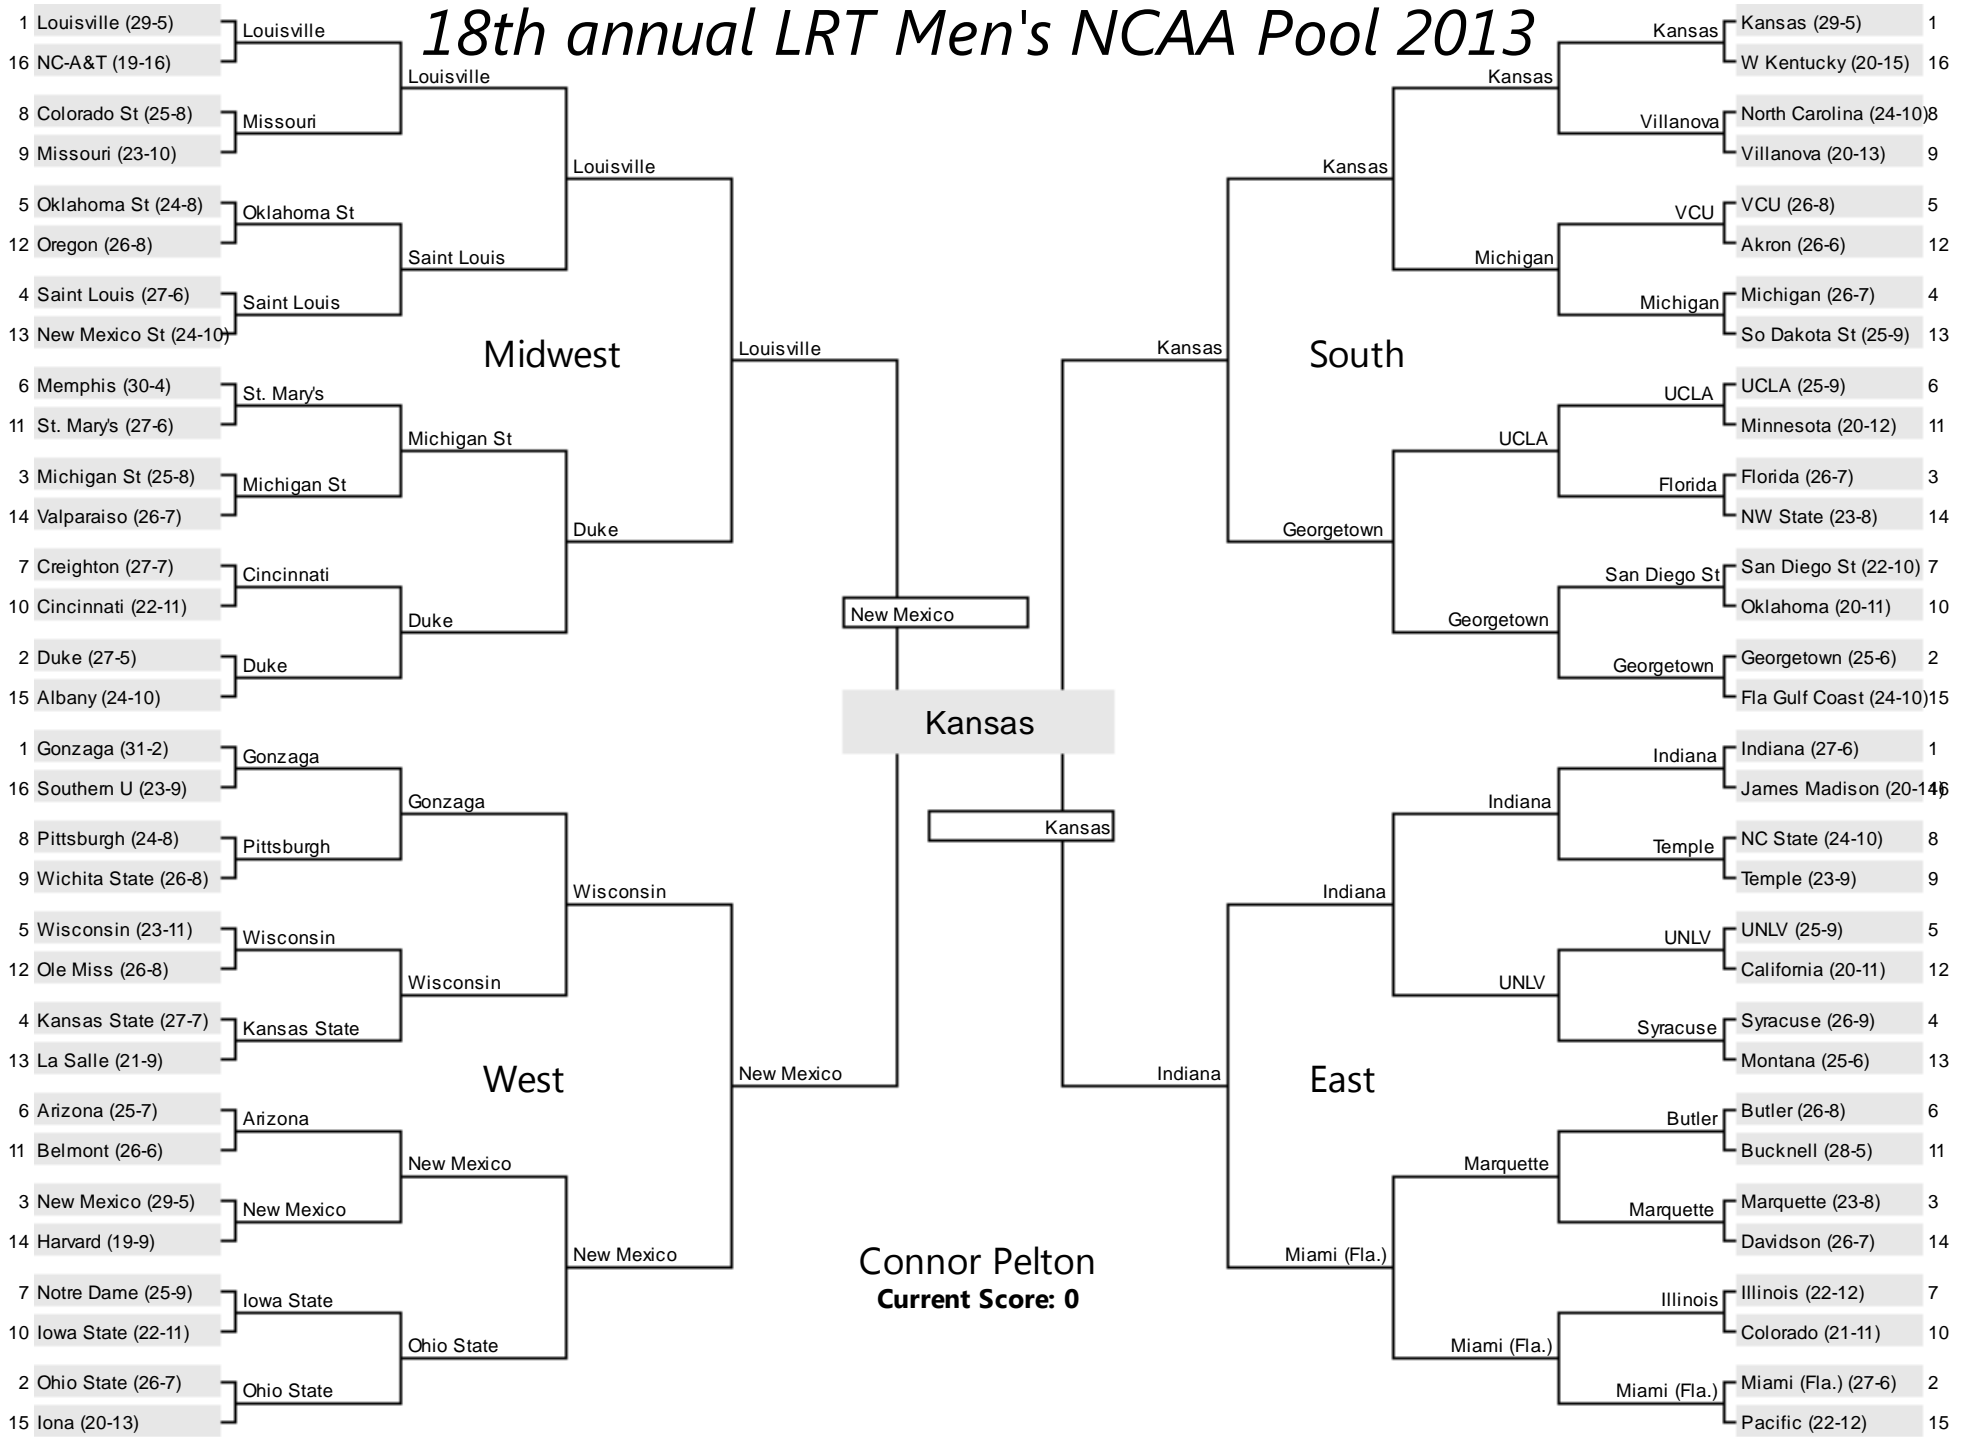 18th annual LRT Men's NCAA Pool 2013
1 Louisville (29-5)
16 NC-A&T (19-16)
8 Colorado St (25-8)
9 Missouri (23-10)
5 Oklahoma St (24-8)
12 Oregon (26-8)
4 Saint Louis (27-6)
13 New Mexico St (24-10)
6 Memphis (30-4)
11 St. Mary's (27-6)
3 Michigan St (25-8)
14 Valparaiso (26-7)
7 Creighton (27-7)
10 Cincinnati (22-11)
2 Duke (27-5)
15 Albany (24-10)
Louisville
Missouri
Oklahoma St
Saint Louis
St. Mary's
Michigan St
Cincinnati
Duke
Louisville
Saint Louis
Michigan St
Duke
Louisville
Duke
Louisville
Midwest
1 Gonzaga (31-2)
16 Southern U (23-9)
8 Pittsburgh (24-8)
9 Wichita State (26-8)
5 Wisconsin (23-11)
12 Ole Miss (26-8)
4 Kansas State (27-7)
13 La Salle (21-9)
6 Arizona (25-7)
11 Belmont (26-6)
3 New Mexico (29-5)
14 Harvard (19-9)
7 Notre Dame (25-9)
10 Iowa State (22-11)
2 Ohio State (26-7)
15 Iona (20-13)
Gonzaga
Pittsburgh
Wisconsin
Kansas State
Arizona
New Mexico
Iowa State
Ohio State
Gonzaga
Wisconsin
New Mexico
Ohio State
Wisconsin
New Mexico
New Mexico
West
New Mexico
Kansas
Kansas
Connor Pelton
Current Score: 0
Kansas (29-5) 1
W Kentucky (20-15) 16
North Carolina (24-10) 8
Villanova (20-13) 9
VCU (26-8) 5
Akron (26-6) 12
Michigan (26-7) 4
So Dakota St (25-9) 13
UCLA (25-9) 6
Minnesota (20-12) 11
Florida (26-7) 3
NW State (23-8) 14
San Diego St (22-10) 7
Oklahoma (20-11) 10
Georgetown (25-6) 2
Fla Gulf Coast (24-10) 15
Kansas
Villanova
VCU
Michigan
UCLA
Florida
San Diego St
Georgetown
Kansas
Michigan
UCLA
Georgetown
Kansas
Georgetown
Kansas
South
Indiana (27-6) 1
James Madison (20-14) 16
NC State (24-10) 8
Temple (23-9) 9
UNLV (25-9) 5
California (20-11) 12
Syracuse (26-9) 4
Montana (25-6) 13
Butler (26-8) 6
Bucknell (28-5) 11
Marquette (23-8) 3
Davidson (26-7) 14
Illinois (22-12) 7
Colorado (21-11) 10
Miami (Fla.) (27-6) 2
Pacific (22-12) 15
Indiana
Temple
UNLV
Syracuse
Butler
Marquette
Illinois
Miami (Fla.)
Indiana
UNLV
Marquette
Miami (Fla.)
Indiana
Miami (Fla.)
Indiana
East